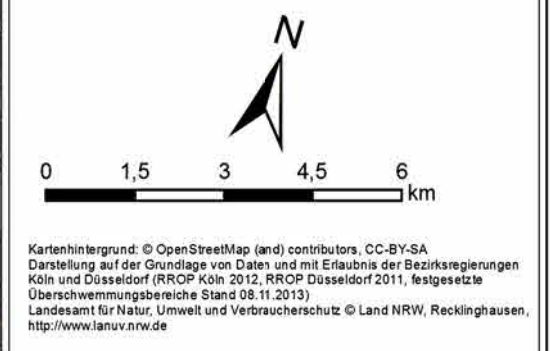 N
0 1,5 3 4,5 6
km
Kartenhintergrund: © OpenStreetMap (and) contributors, CC-BY-SA
Darstellung auf der Grundlage von Daten und mit Erlaubnis der Bezirksregierungen
Köln und Düsseldorf (RROP Köln 2012, RROP Düsseldorf 2011, festgesetzte
Überschwemmungsbereiche Stand 08.11.2013)
Landesamt für Natur, Umwelt und Verbraucherschutz © Land NRW, Recklinghausen,
http://www.lanuv.nrw.de